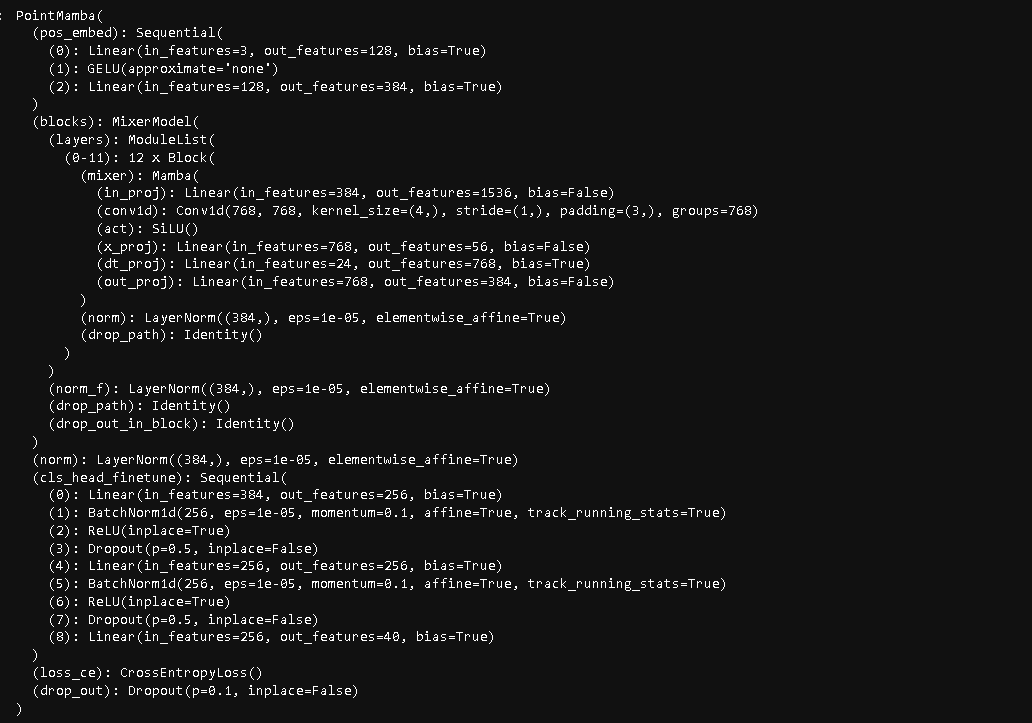 : PointMamba(
(pos_embed): Sequential(
(0): Linear(in_features=3, out_features=128, bias=True)
(1): GELU(approximate='none')
(2): Linear(in_features=128, out_features=384, bias=True)
)
(blocks): MixerModel(
(layers): ModuleList(
(0-11): 12 x Block(
(mixer): Mamba(
(in_proj): Linear(in_features=384, out_features=1536, bias=False)
(conv1d): Conv1d(768, 768, kernel_size=(4,), stride=(1,), padding=(3,), groups=768)
(act): SiLU()
(x_proj): Linear(in_features=768, out_features=56, bias=False)
(dt_proj): Linear(in_features=24, out_features=768, bias=True)
(out_proj): Linear(in_features=768, out_features=384, bias=False)
)
(norm): LayerNorm((384,), eps=1e-05, elementwise_affine=True)
(drop_path): Identity()
)
)
(norm_f): LayerNorm((384,), eps=1e-05, elementwise_affine=True)
(drop_path): Identity()
(drop_out_in_block): Identity()
)
(norm): LayerNorm((384,), eps=1e-05, elementwise_affine=True)
(cls_head_finetune): Sequential(
(0): Linear(in_features=384, out_features=256, bias=True)
(1): BatchNorm1d(256, eps=1e-05, momentum=0.1, affine=True, track_running_stats=True)
(2): ReLU(inplace=True)
(3): Dropout(p=0.5, inplace=False)
(4): Linear(in_features=256, out_features=256, bias=True)
(5): BatchNorm1d(256, eps=1e-05, momentum=0.1, affine=True, track_running_stats=True)
(6): ReLU(inplace=True)
(7): Dropout(p=0.5, inplace=False)
(8): Linear(in_features=256, out_features=40, bias=True)
)
(loss_ce): CrossEntropyLoss()
(drop_out): Dropout(p=0.1, inplace=False)
)